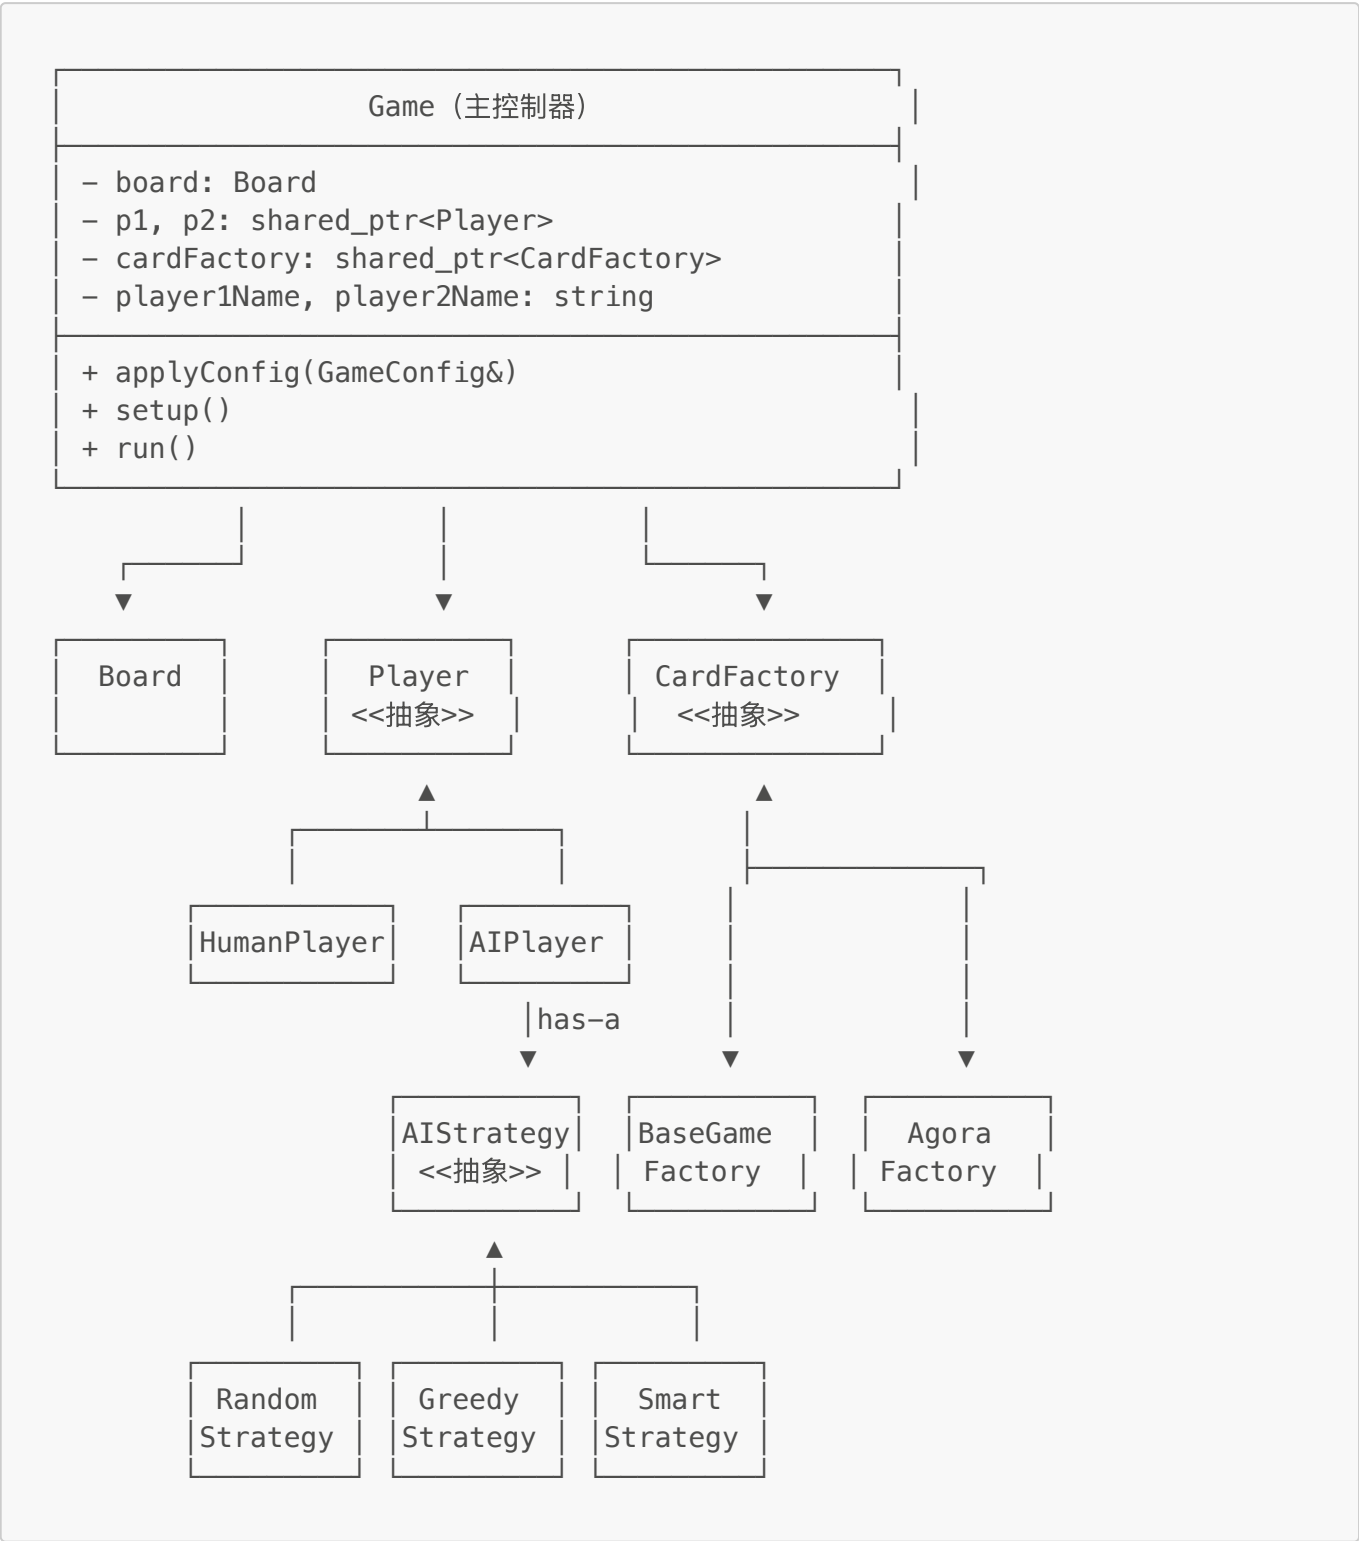 Game（主控制器）
- board: Board
- p1, p2: shared_ptr<Player>
- cardFactory: shared_ptr<CardFactory>
- player1Name, player2Name: string
+ applyConfig(GameConfig&)
+ setup()
+ run()
Board Player CardFactory
<<抽象>> <<抽象>>
HumanPlayer AIPlayer
has-a
AIStrategy BaseGame Agora
<<抽象>> Factory Factory
Random Greedy Smart
Strategy Strategy Strategy